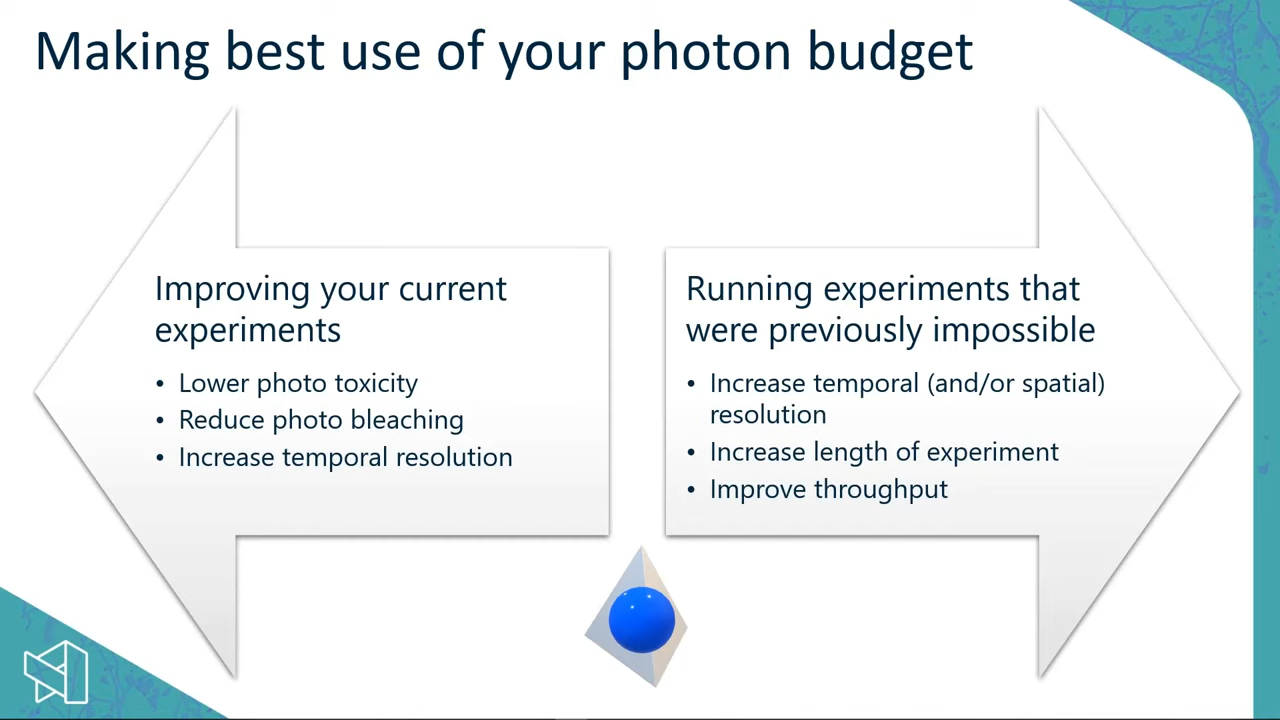 Making best use of your photon budget
Improving your current
experiments
• Lower photo toxicity
• Reduce photo bleaching
• Increase temporal resolution
Running experiments that
were previously impossible
• Increase temporal (and/or spatial)
resolution
• Increase length of experiment
• Improve throughput